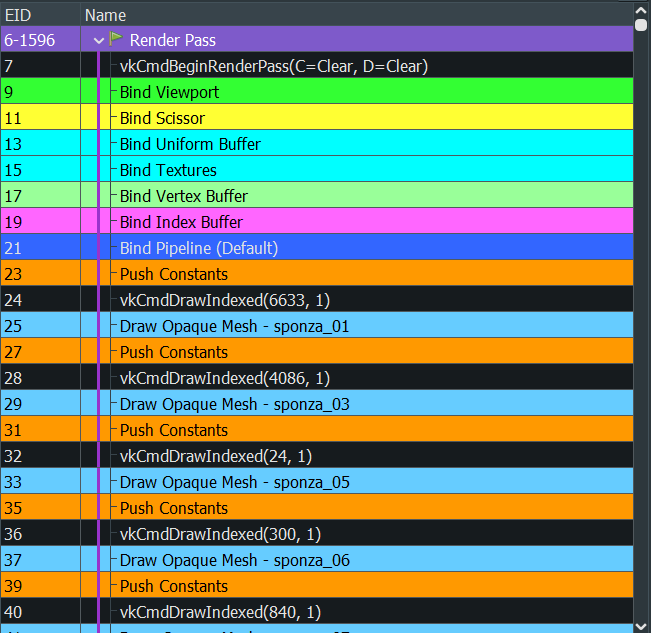 EID Name
6-1596 Render Pass
7 vkCmdBeginRenderPass(C=Clear, D=Clear)
9 Bind Viewport
11 Bind Scissor
13 Bind Uniform Buffer
15 Bind Textures
17 Bind Vertex Buffer
19 Bind Index Buffer
21 Bind Pipeline (Default)
23 Push Constants
24 vkCmdDrawIndexed(6633, 1)
25 Draw Opaque Mesh - sponza_01
27 Push Constants
28 vkCmdDrawIndexed(4086, 1)
29 Draw Opaque Mesh - sponza_03
31 Push Constants
32 vkCmdDrawIndexed(24, 1)
33 Draw Opaque Mesh - sponza_05
35 Push Constants
36 vkCmdDrawIndexed(300, 1)
37 Draw Opaque Mesh - sponza_06
39 Push Constants
40 vkCmdDrawIndexed(840, 1)